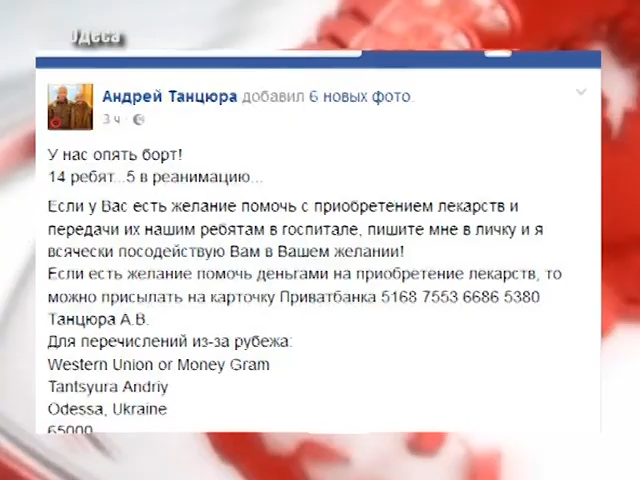 Одеса
Андрей Танцюра добавил 6 новых фото.
3 ч ·
У нас опять борт!
14 ребят...5 в реанимацию...
Если у Вас есть желание помочь с приобретением лекарств и
передачи их нашим ребятам в госпитале, пишите мне в личку и я
всячески посодействую Вам в Вашем желании!
Если есть желание помочь деньгами на приобретение лекарств, то
можно присылать на карточку Приватбанка 5168 7553 6686 5380
Танцюра А.В.
Для перечислений из-за рубежа:
Western Union or Money Gram
Tantsyura Andriy
Odessa, Ukraine
65000